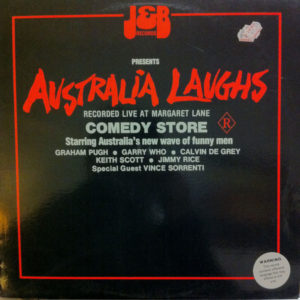 J&B
RECORDS
PRESENTS
AUSTRALIA LAUGHS
RECORDED LIVE AT MARGARET LANE
COMEDY STORE R
Starring Australia's new wave of funny men
GRAHAM PUGH • GARRY WHO • CALVIN DE GREY
KEITH SCOTT • JIMMY RICE
Special Guest VINCE SORRENTI
WARNING